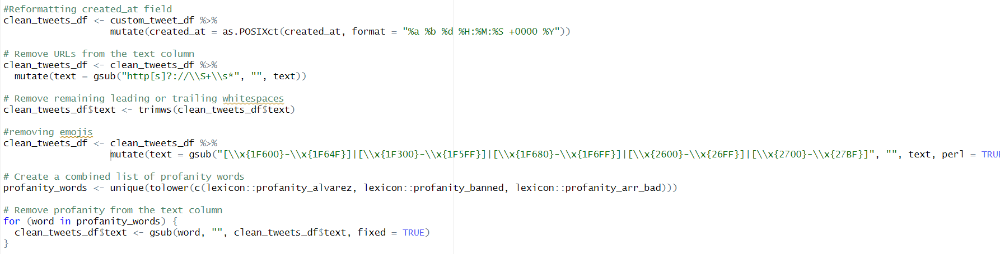 #Reformatting created_at field
clean_tweets_df <- custom_tweet_df %>%
mutate(created_at = as.POSIXct(created_at, format = "%a %b %d %H:%M:%S +0000 %Y"))
# Remove URLs from the text column
clean_tweets_df <- clean_tweets_df %>%
mutate(text = gsub("http[s]?://\\S+\\s*", "", text))
# Remove remaining leading or trailing whitespaces
clean_tweets_df$text <- trimws(clean_tweets_df$text)
#removing emojis
clean_tweets_df <- clean_tweets_df %>%
mutate(text = gsub("[\\x{1F600}-\\x{1F64F}]|[\\x{1F300}-\\x{1F5FF}]|[\\x{1F680}-\\x{1F6FF}]|[\\x{2600}-\\x{26FF}]|[\\x{2700}-\\x{27BF}]", "", text, perl = TRUE
# Create a combined list of profanity words
profanity_words <- unique(tolower(c(lexicon::profanity_alvarez, lexicon::profanity_banned, lexicon::profanity_arr_bad)))
# Remove profanity from the text column
for (word in profanity_words) {
clean_tweets_df$text <- gsub(word, "", clean_tweets_df$text, fixed = TRUE)
}